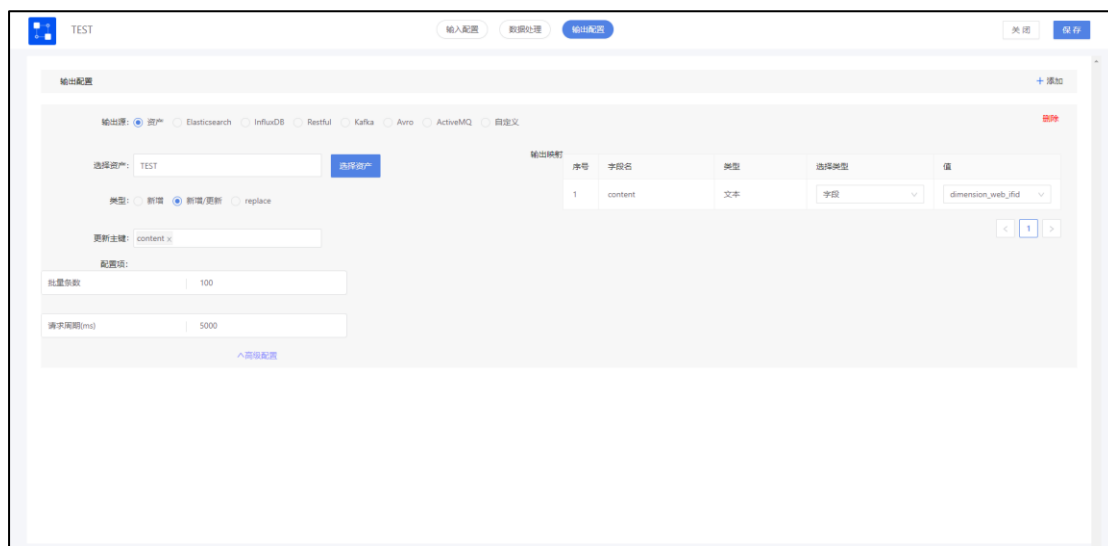 TEST 输入配置 数据处理 输出配置 关闭 保存
输出配置 + 添加
输出源: 资产 Elasticsearch InfluxDB Restful Kafka Avro ActiveMQ 自定义 删除
选择资产: TEST 选择资产
类型: 新增 新增/更新 replace
更新主键: content x
配置项:
批量条数 100
请求周期(ms) 5000
高级配置
输出映射
序号 字段名 类型 选择类型 值
1 content 文本 字段 dimension_web_ifid
< 1 >